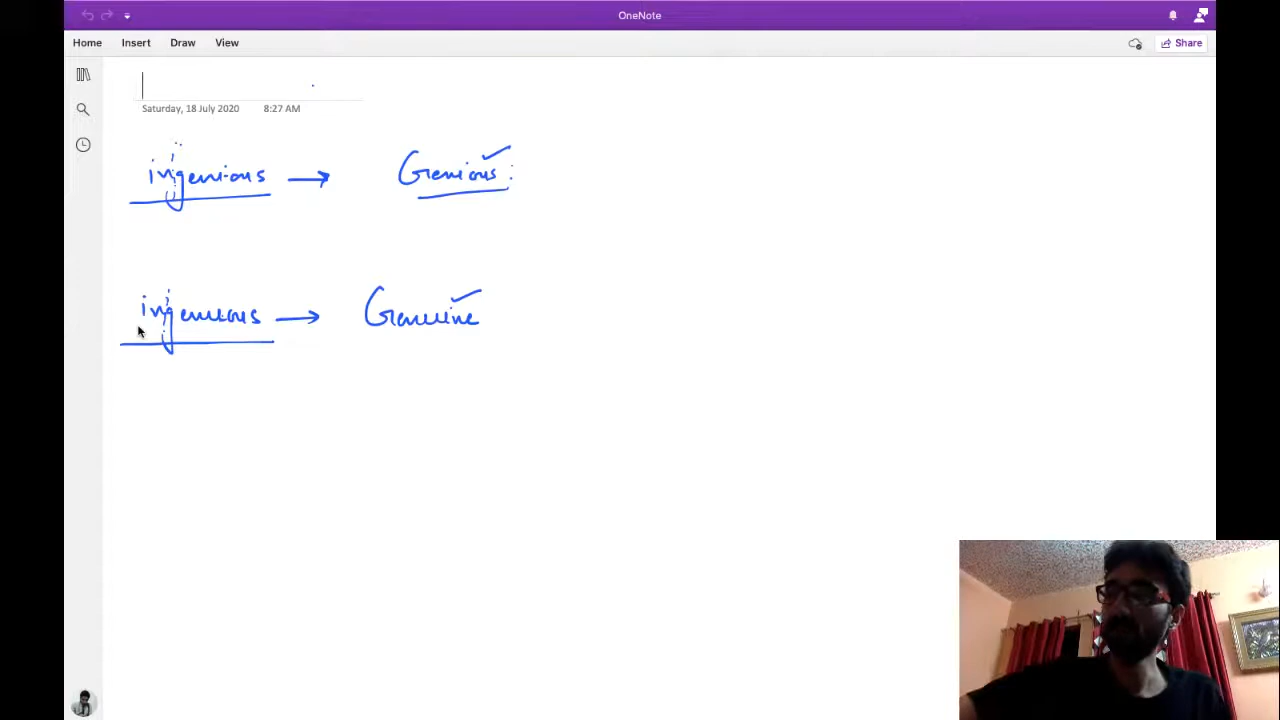 OneNote
Home Insert Draw View Share
Saturday, 18 July 2020 8:27 AM
ingenious → Genious:
ingenuous → Genuine